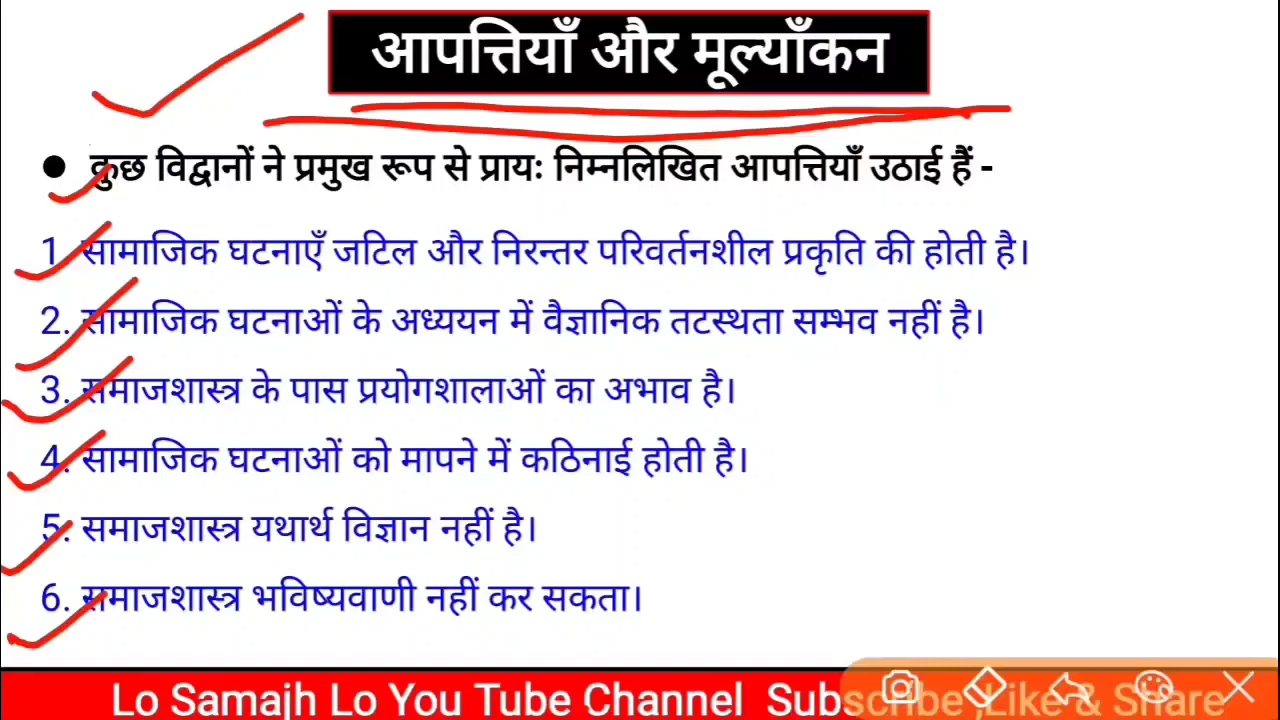 आपत्तियाँ और मूल्याँकन
● कुछ विद्वानों ने प्रमुख रूप से प्रायः निम्नलिखित आपत्तियाँ उठाई हैं -
1. सामाजिक घटनाएँ जटिल और निरन्तर परिवर्तनशील प्रकृति की होती है।
2. सामाजिक घटनाओं के अध्ययन में वैज्ञानिक तटस्थता सम्भव नहीं है।
3. समाजशास्त्र के पास प्रयोगशालाओं का अभाव है।
4. सामाजिक घटनाओं को मापने में कठिनाई होती है।
5. समाजशास्त्र यथार्थ विज्ञान नहीं है।
6. समाजशास्त्र भविष्यवाणी नहीं कर सकता।
Lo Samajh Lo You Tube Channel Subscribe ,Like & Share